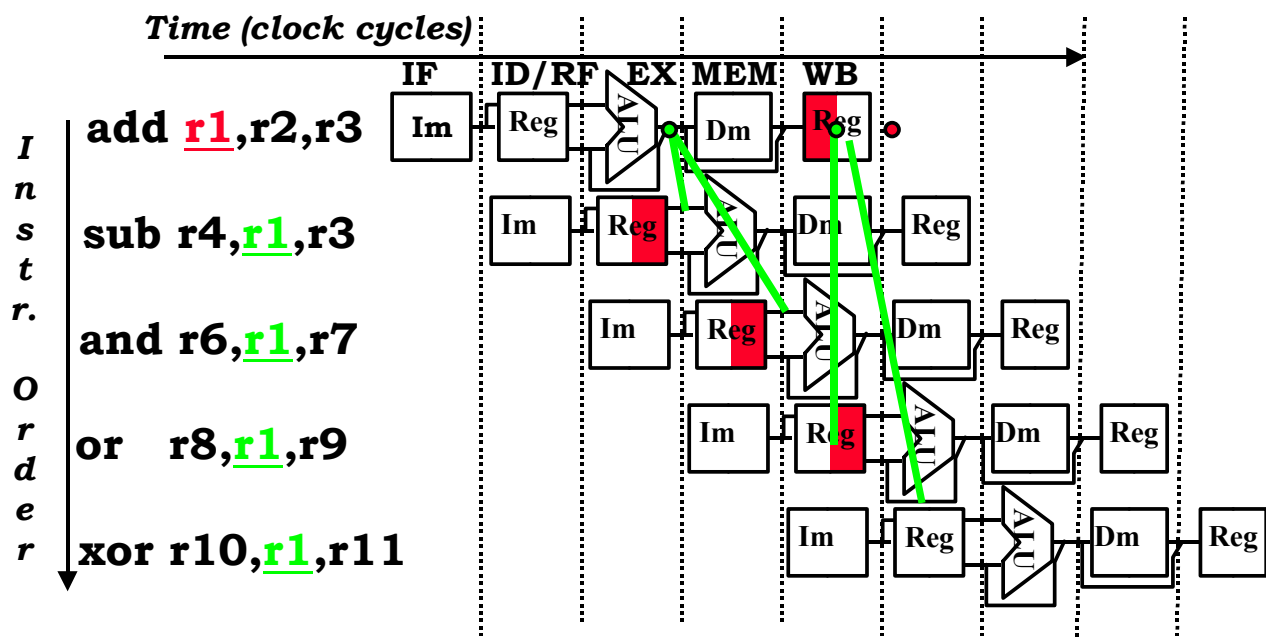 Time (clock cycles)
IF ID/RF EX MEM WB
Instr. Order
add r1,r2,r3
Im Reg ALU Dm Reg
sub r4,r1,r3
Im Reg ALU Dm Reg
and r6,r1,r7
Im Reg ALU Dm Reg
or r8,r1,r9
Im Reg ALU Dm Reg
xor r10,r1,r11
Im Reg ALU Dm Reg